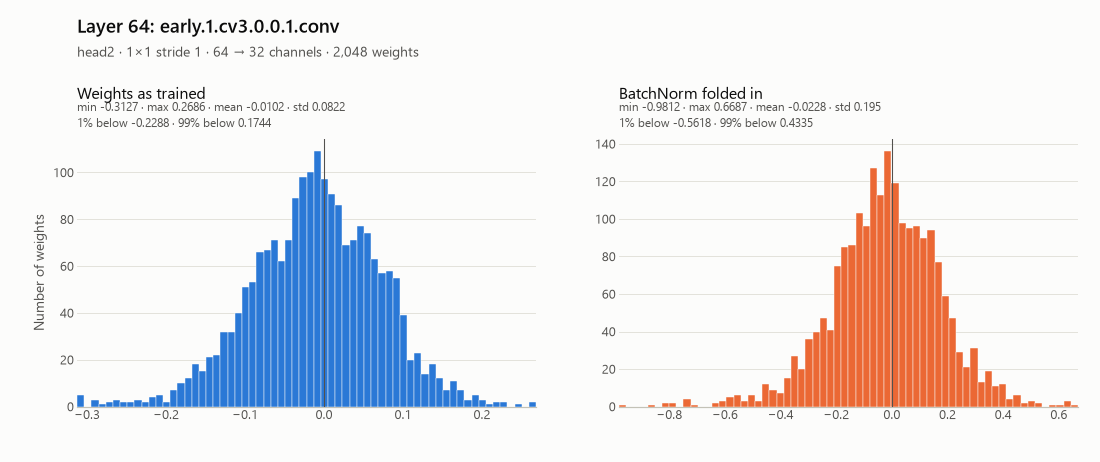 Layer 64: early.1.cv3.0.0.1.conv
head2 · 1×1 stride 1 · 64 → 32 channels · 2,048 weights
Weights as trained
min -0.3127 · max 0.2686 · mean -0.0102 · std 0.0822
1% below -0.2288 · 99% below 0.1744
Number of weights
100
80
60
40
20
0
−0.3 −0.2 −0.1 0.0 0.1 0.2
BatchNorm folded in
min -0.9812 · max 0.6687 · mean -0.0228 · std 0.195
1% below -0.5618 · 99% below 0.4335
140
120
100
80
60
40
20
0
−0.8 −0.6 −0.4 −0.2 0.0 0.2 0.4 0.6